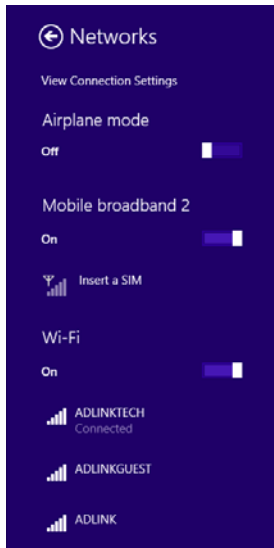 Networks
View Connection Settings
Airplane mode
Off
Mobile broadband 2
On
Insert a SIM
Wi-Fi
On
ADLINKTECH
Connected
ADLINKGUEST
ADLINK